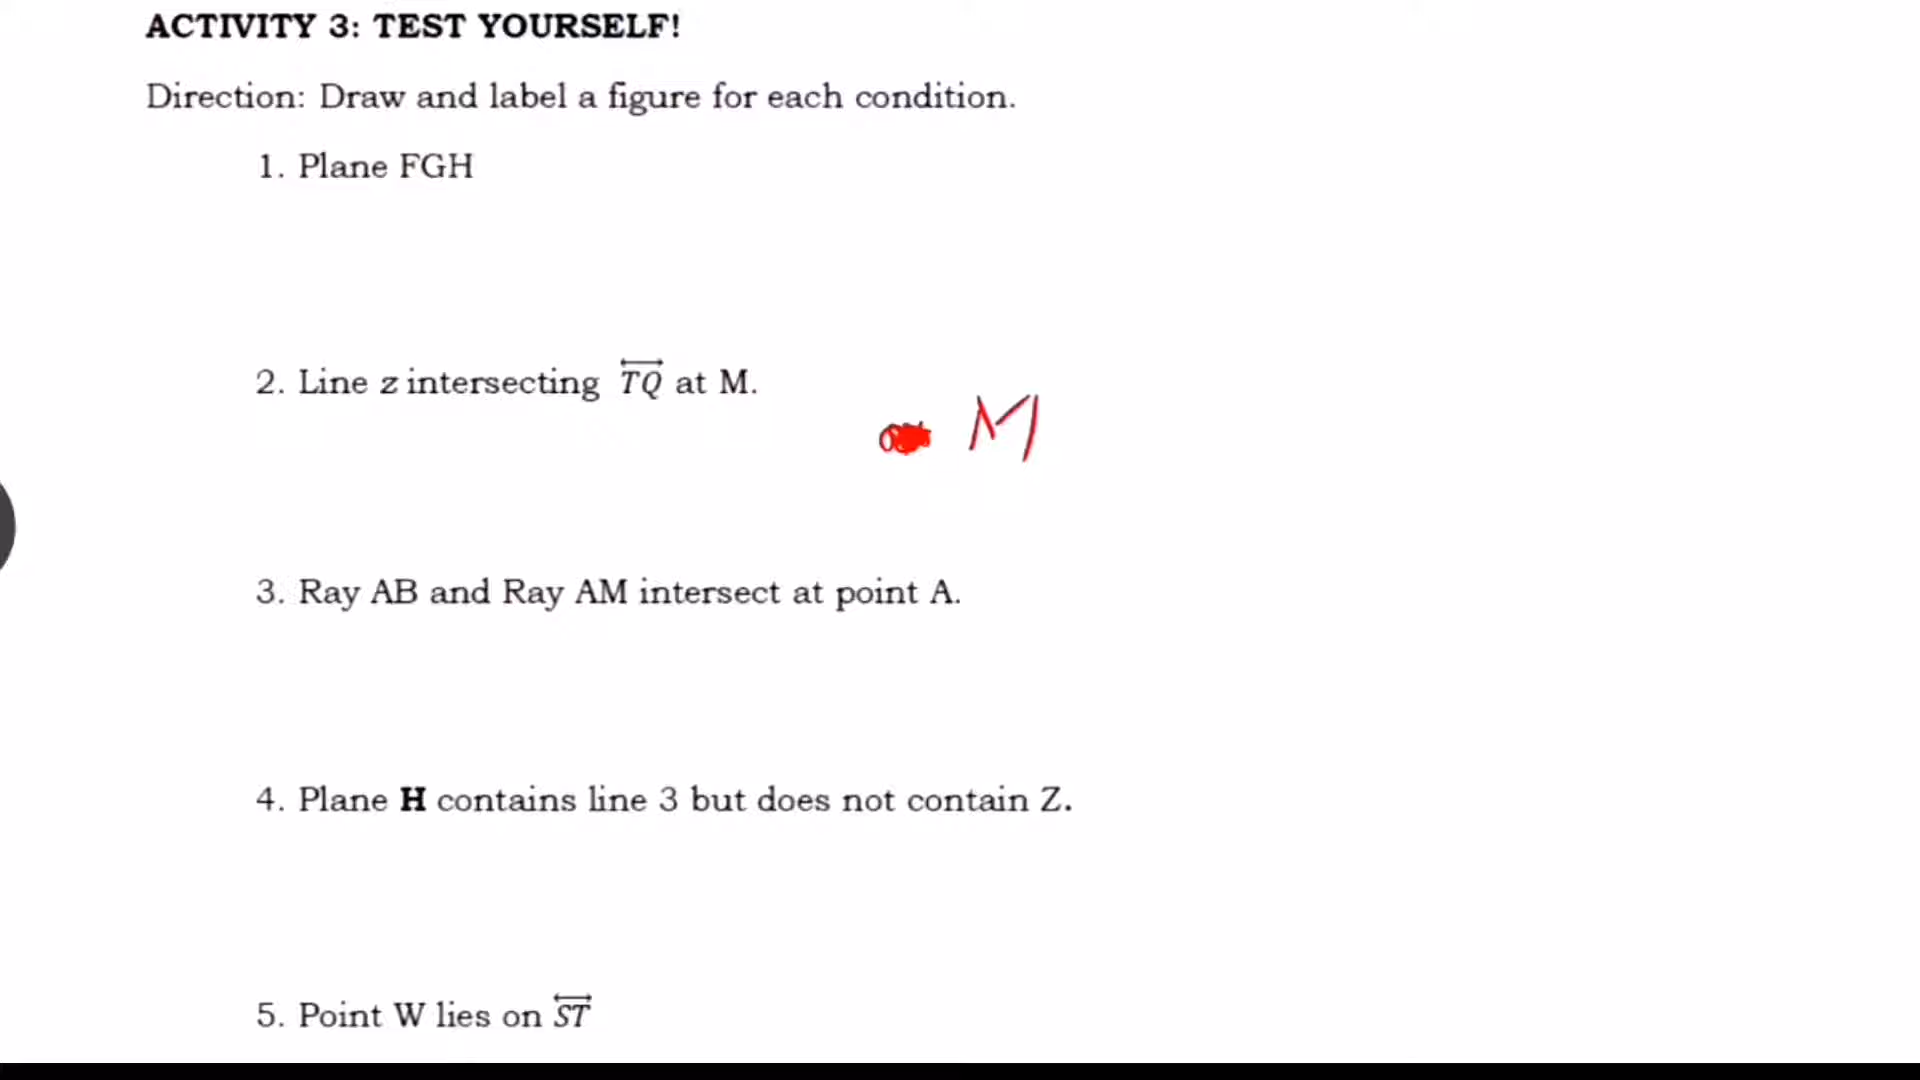 ACTIVITY 3: TEST YOURSELF!
Direction: Draw and label a figure for each condition.
1. Plane FGH
2. Line z intersecting \overleftrightarrow{TQ} at M.
M
3. Ray AB and Ray AM intersect at point A.
4. Plane H contains line 3 but does not contain Z.
5. Point W lies on \overleftrightarrow{ST}